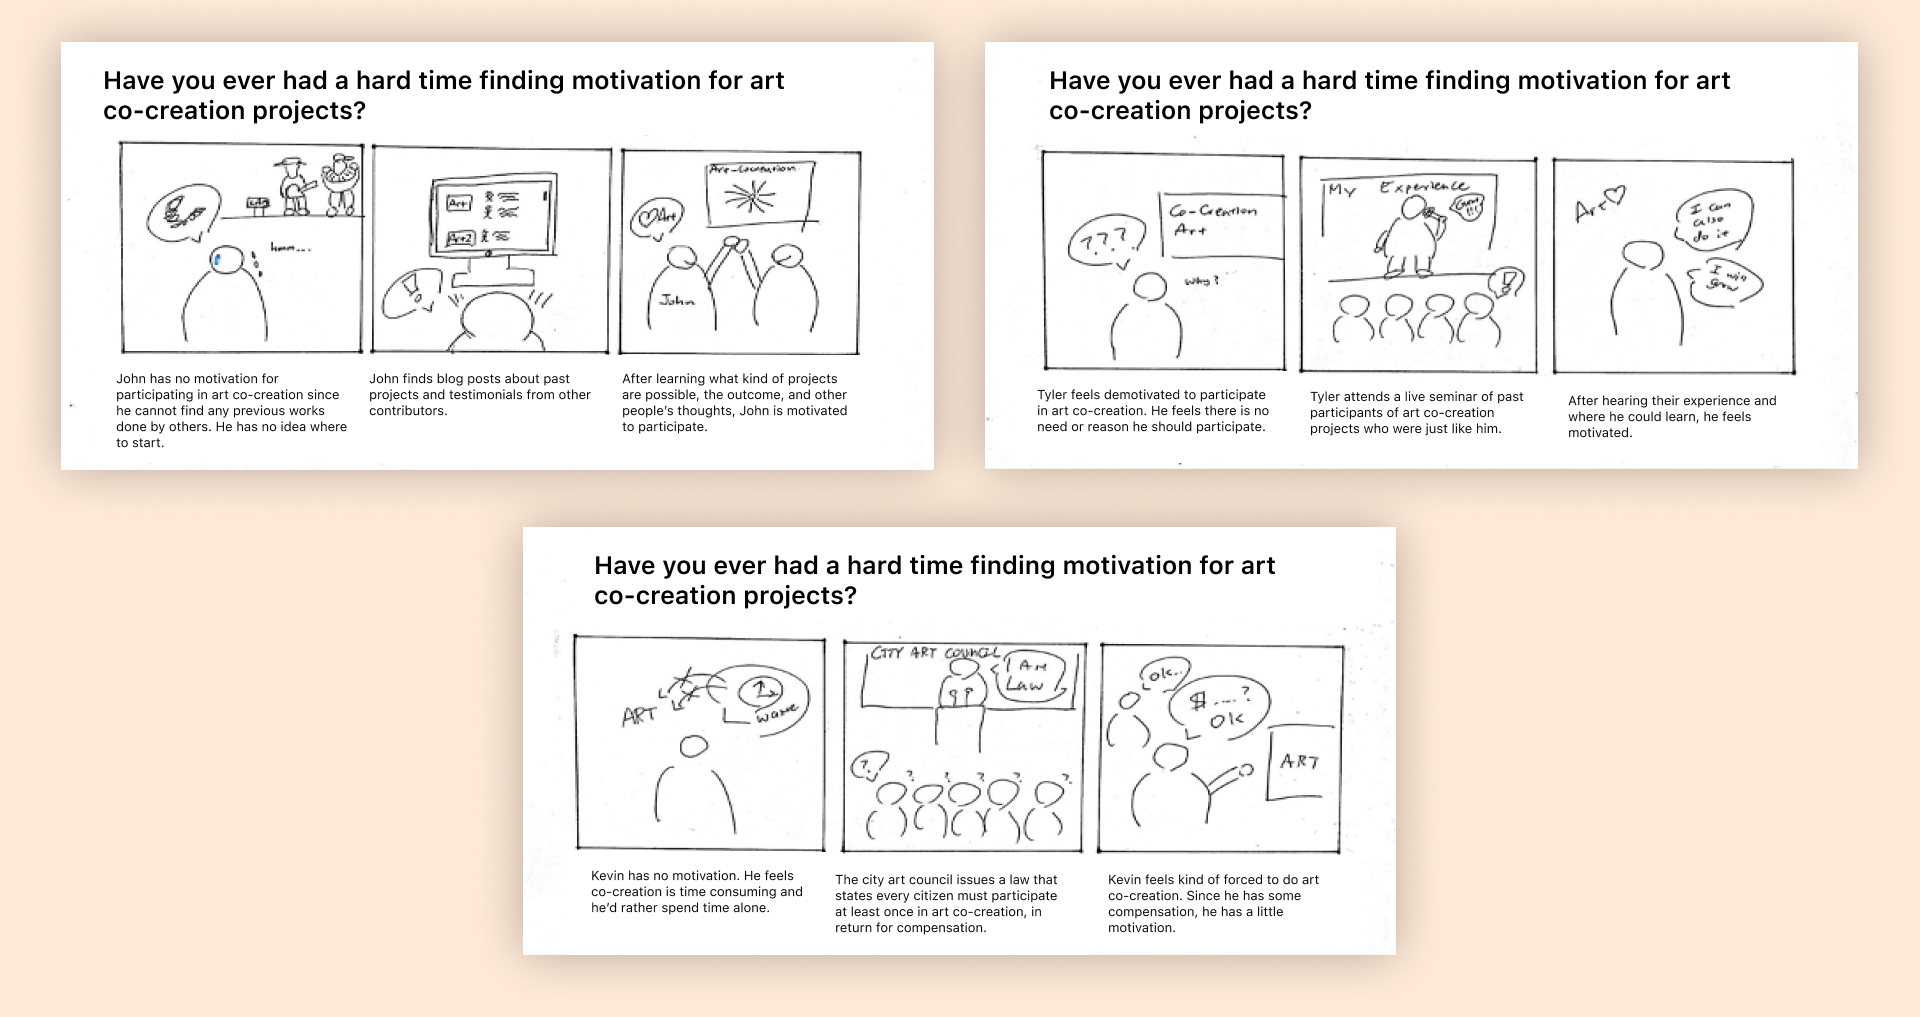 Have you ever had a hard time finding motivation for art
co-creation projects?
hmm...
Art
Art2
Art-Cocreation
Art
John
John has no motivation for
participating in art co-creation since
he cannot find any previous works
done by others. He has no idea where
to start.
John finds blog posts about past
projects and testimonials from other
contributors.
After learning what kind of projects
are possible, the outcome, and other
people's thoughts, John is motivated
to participate.
Have you ever had a hard time finding motivation for art
co-creation projects?
???
Co-Creation
Art
Why?
My Experience
Great
!!!
!
Art
I can
also
do it
I will
grow
Tyler feels demotivated to participate
in art co-creation. He feels there is no
need or reason he should participate.
Tyler attends a live seminar of past
participants of art co-creation
projects who were just like him.
After hearing their experience and
where he could learn, he feels
motivated.
Have you ever had a hard time finding motivation for art
co-creation projects?
ART
CITY ART COUNCIL
I Am
Law
?
? ? ? ? ?
ok..
$ ....?
OK
ART
Kevin has no motivation. He feels
co-creation is time consuming and
he'd rather spend time alone.
The city art council issues a law that
states every citizen must participate
at least once in art co-creation, in
return for compensation.
Kevin feels kind of forced to do art
co-creation. Since he has some
compensation, he has a little
motivation.